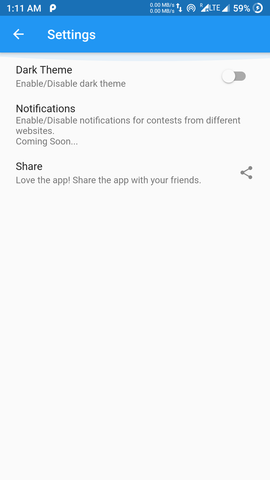 1:11 AM
0.00 MB/s
0.00 MB/s
LTE
59%
Settings
Dark Theme
Enable/Disable dark theme
Notifications
Enable/Disable notifications for contests from different
websites.
Coming Soon...
Share
Love the app! Share the app with your friends.